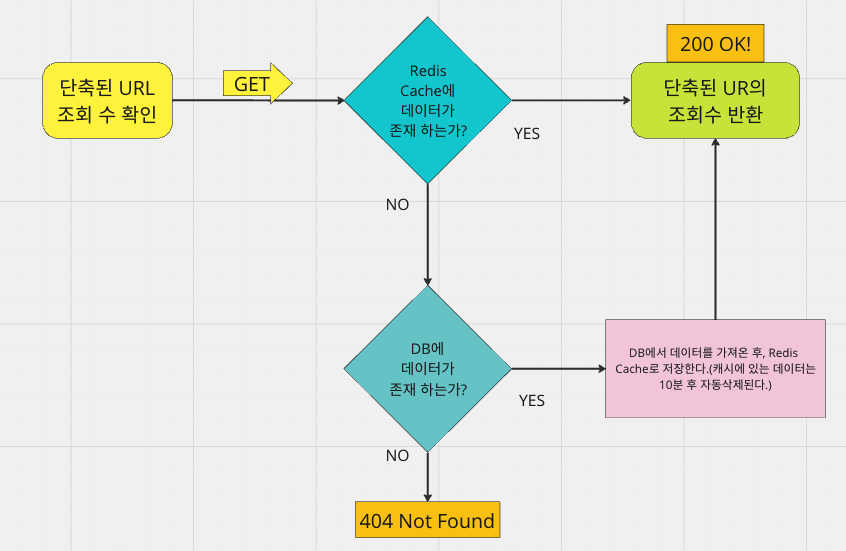 단축된 URL
조회 수 확인
GET
Redis
Cache에
데이터가
존재 하는가?
YES
200 OK!
단축된 UR의
조회수 반환
NO
DB에
데이터가
존재 하는가?
YES
DB에서 데이터를 가져온 후, Redis
Cache로 저장한다.(캐시에 있는 데이터는
10분 후 자동삭제된다.)
NO
404 Not Found